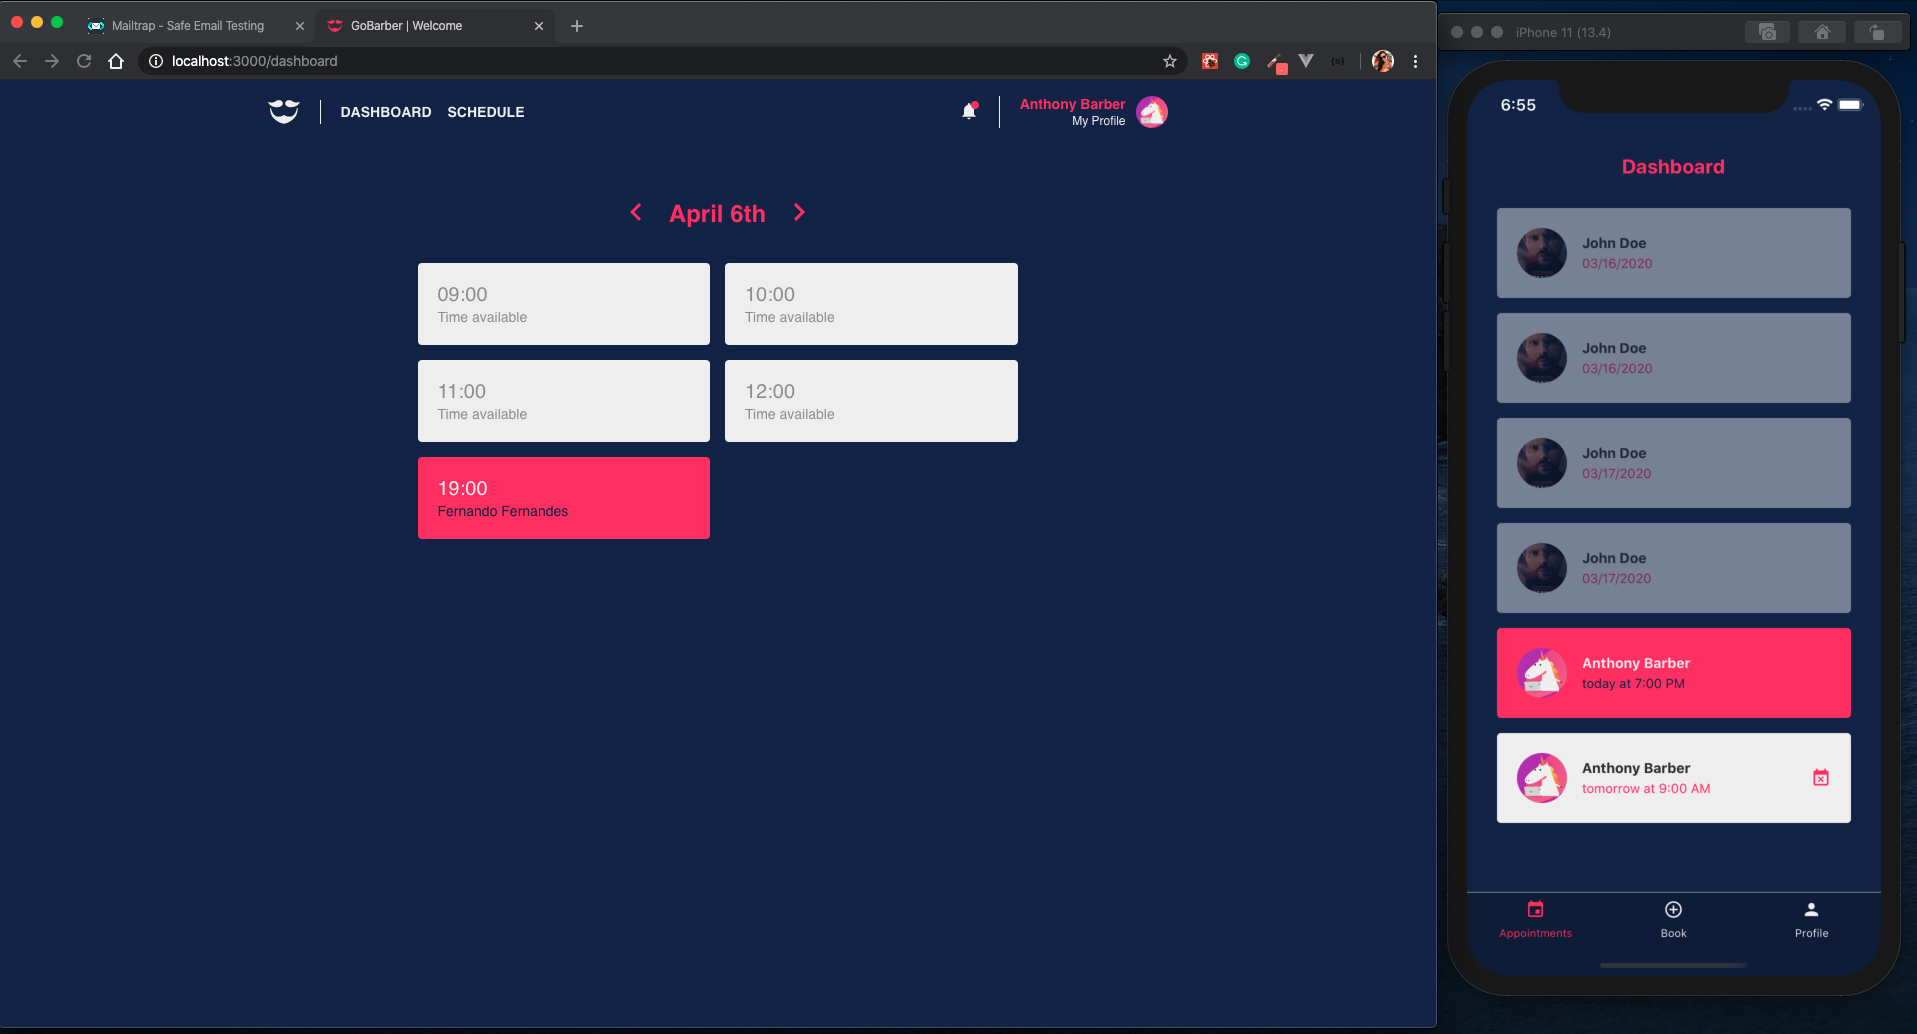 Mailtrap - Safe Email Testing
GoBarber | Welcome
localhost:3000/dashboard
DASHBOARD SCHEDULE
Anthony Barber
My Profile
April 6th
09:00
Time available
10:00
Time available
11:00
Time available
12:00
Time available
19:00
Fernando Fernandes
iPhone 11 (13.4)
6:55
Dashboard
John Doe
03/16/2020
John Doe
03/16/2020
John Doe
03/17/2020
John Doe
03/17/2020
Anthony Barber
today at 7:00 PM
Anthony Barber
tomorrow at 9:00 AM
Appointments
Book
Profile